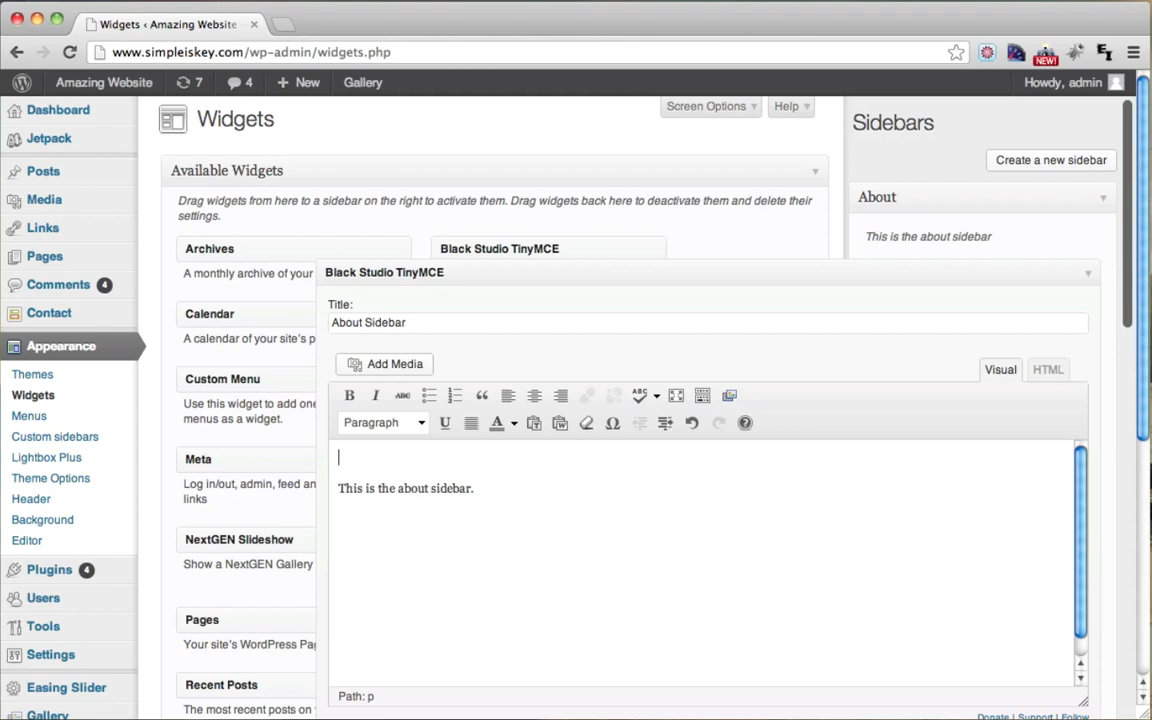 Widgets ‹ Amazing Website
www.simpleiskey.com/wp-admin/widgets.php
NEW!
Amazing Website
7
4
New
Gallery
Howdy, admin
Dashboard
Jetpack
Posts
Media
Links
Pages
Comments 4
Contact
Appearance
Themes
Widgets
Menus
Custom sidebars
Lightbox Plus
Theme Options
Header
Background
Editor
Plugins 4
Users
Tools
Settings
Easing Slider
Gallery
Widgets
Screen Options
Help
Available Widgets
Drag widgets from here to a sidebar on the right to activate them. Drag widgets back here to deactivate them and delete their
settings.
Archives
A monthly archive of your
Black Studio TinyMCE
Calendar
A calendar of your site's p
Custom Menu
Use this widget to add one
menus as a widget.
Meta
Log in/out, admin, feed an
links
NextGEN Slideshow
Show a NextGEN Gallery
Pages
Your site's WordPress Pag
Recent Posts
The most recent posts on
Black Studio TinyMCE
Title:
About Sidebar
Add Media
Visual
HTML
B I ABC
ABC
Paragraph
U
A
Ω
This is the about sidebar.
Path: p
Donate | Support | Follow
Sidebars
Create a new sidebar
About
This is the about sidebar